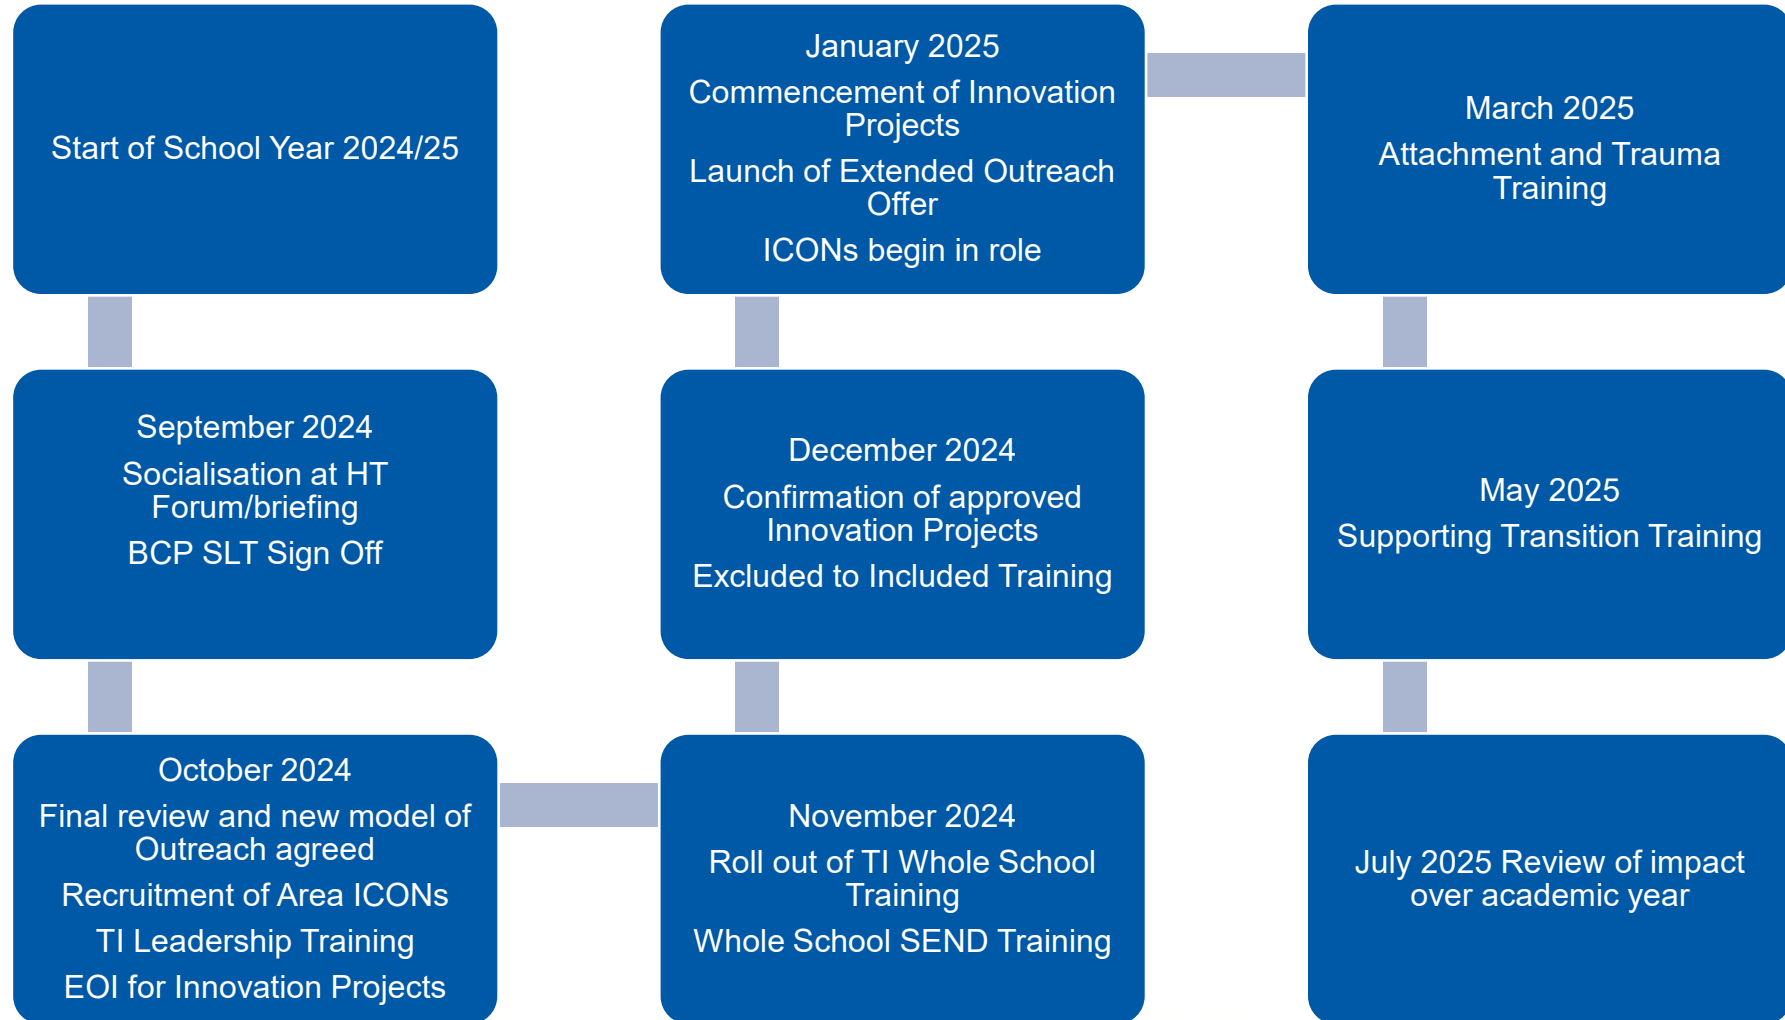 Start of School Year 2024/25
September 2024
Socialisation at HT
Forum/briefing
BCP SLT Sign Off
October 2024
Final review and new model of
Outreach agreed
Recruitment of Area ICONs
TI Leadership Training
EOI for Innovation Projects
November 2024
Roll out of TI Whole School
Training
Whole School SEND Training
December 2024
Confirmation of approved
Innovation Projects
Excluded to Included Training
January 2025
Commencement of Innovation
Projects
Launch of Extended Outreach
Offer
ICONs begin in role
March 2025
Attachment and Trauma
Training
May 2025
Supporting Transition Training
July 2025 Review of impact
over academic year